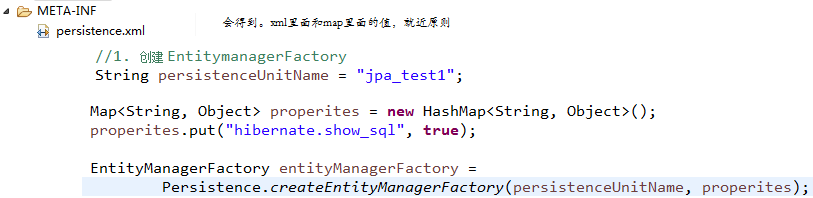 META-INF
persistence.xml
会得到。xml里面和map里面的值，就近原则
//1. 创建 EntitymanagerFactory
String persistenceUnitName = "jpa_test1";
Map<String, Object> properites = new HashMap<String, Object>();
properites.put("hibernate.show_sql", true);
EntityManagerFactory entityManagerFactory =
Persistence.createEntityManagerFactory(persistenceUnitName, properites);